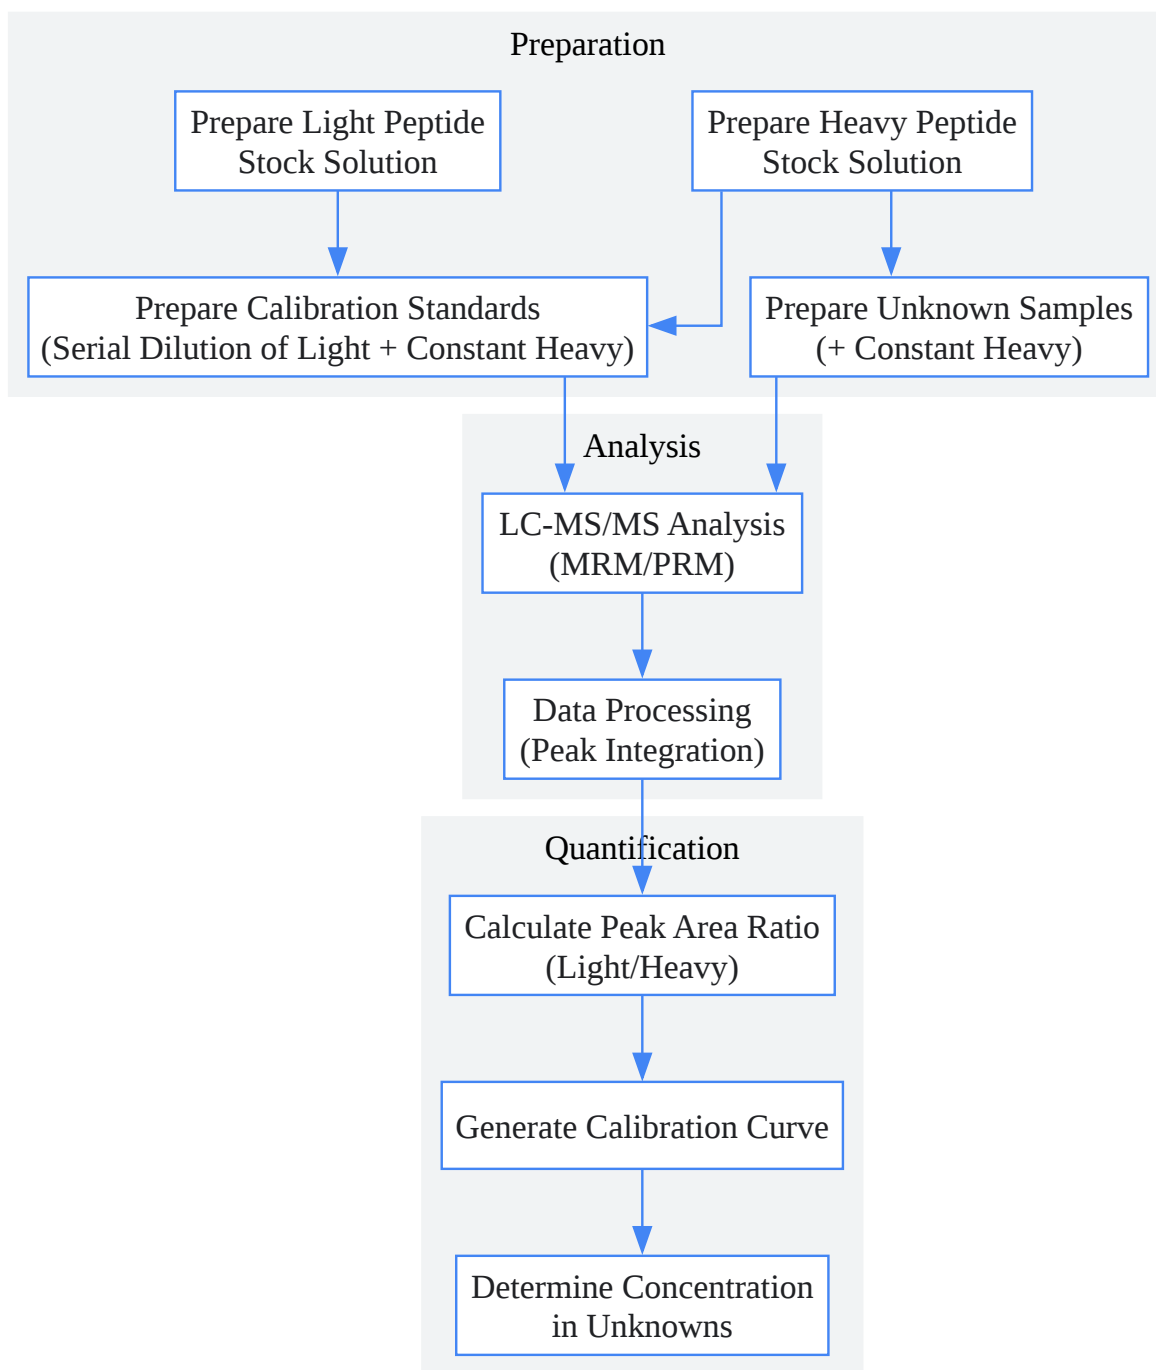 Preparation
Prepare Light Peptide
Stock Solution
Prepare Heavy Peptide
Stock Solution
Prepare Calibration Standards
(Serial Dilution of Light + Constant Heavy)
Prepare Unknown Samples
(+ Constant Heavy)
Analysis
LC-MS/MS Analysis
(MRM/PRM)
Data Processing
(Peak Integration)
Quantification
Calculate Peak Area Ratio
(Light/Heavy)
Generate Calibration Curve
Determine Concentration
in Unknowns